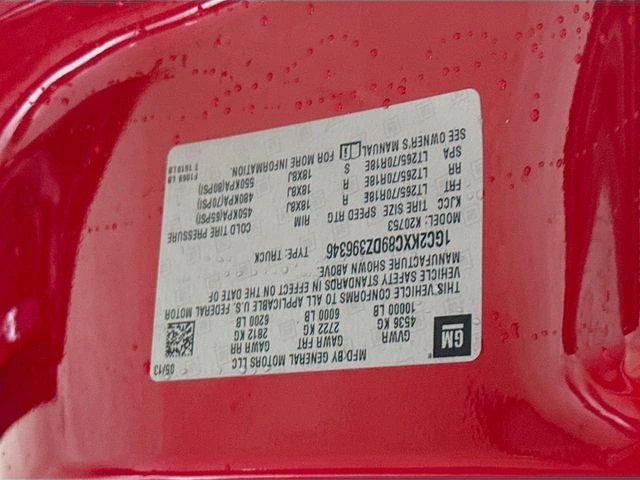 GM
MFD BY GENERAL MOTORS LLC 05/13
GVWR GAWR FRT GAWR RR
4536 KG 2722 KG 2812 KG
10000 LB 6000 LB 6200 LB
THIS VEHICLE CONFORMS TO ALL APPLICABLE U.S. FEDERAL MOTOR
VEHICLE SAFETY STANDARDS IN EFFECT ON THE DATE OF
MANUFACTURE SHOWN ABOVE.
1GC2KXC89DZ396346 TYPE: TRUCK
MODEL: K20753
KJCC TIRE SIZE SPEED RTG RIM COLD TIRE PRESSURE
FRT LT265/70R18E R 18X8J 450KPA(65PSI)
RR LT265/70R18E R 18X8J 480KPA(70PSI)
SPA LT265/70R18E S 18X8J 550KPA(80PSI)
SEE OWNER'S MANUAL FOR MORE INFORMATION.
T 1610 LB